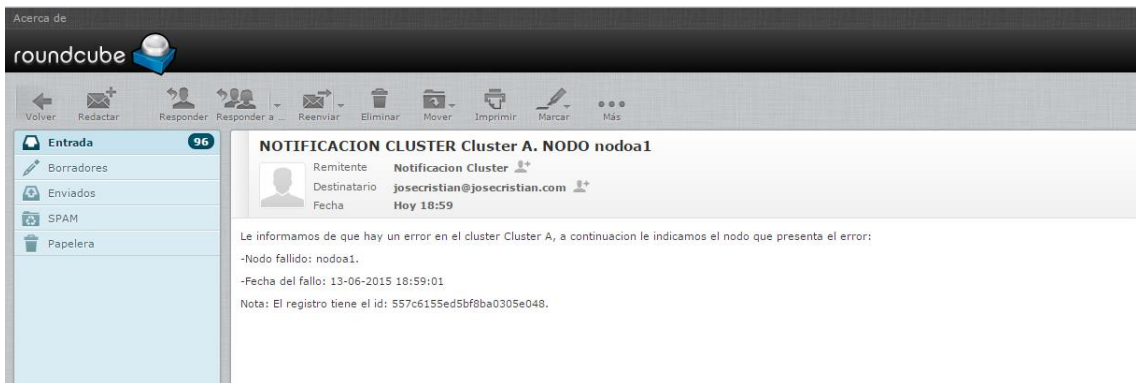 Acerca de
roundcube
Volver Redactar Responder Responder a ... Reenviar Eliminar Mover Imprimir Marcar Más
Entrada 96
Borradores
Enviados
SPAM
Papelera
NOTIFICACION CLUSTER Cluster A. NODO nodoa1
Remitente Notificacion Cluster
Destinatario josecristian@josecristian.com
Fecha Hoy 18:59
Le informamos de que hay un error en el cluster Cluster A, a continuacion le indicamos el nodo que presenta el error:
-Nodo fallido: nodoa1.
-Fecha del fallo: 13-06-2015 18:59:01
Nota: El registro tiene el id: 557c6155ed5bf8ba0305e048.